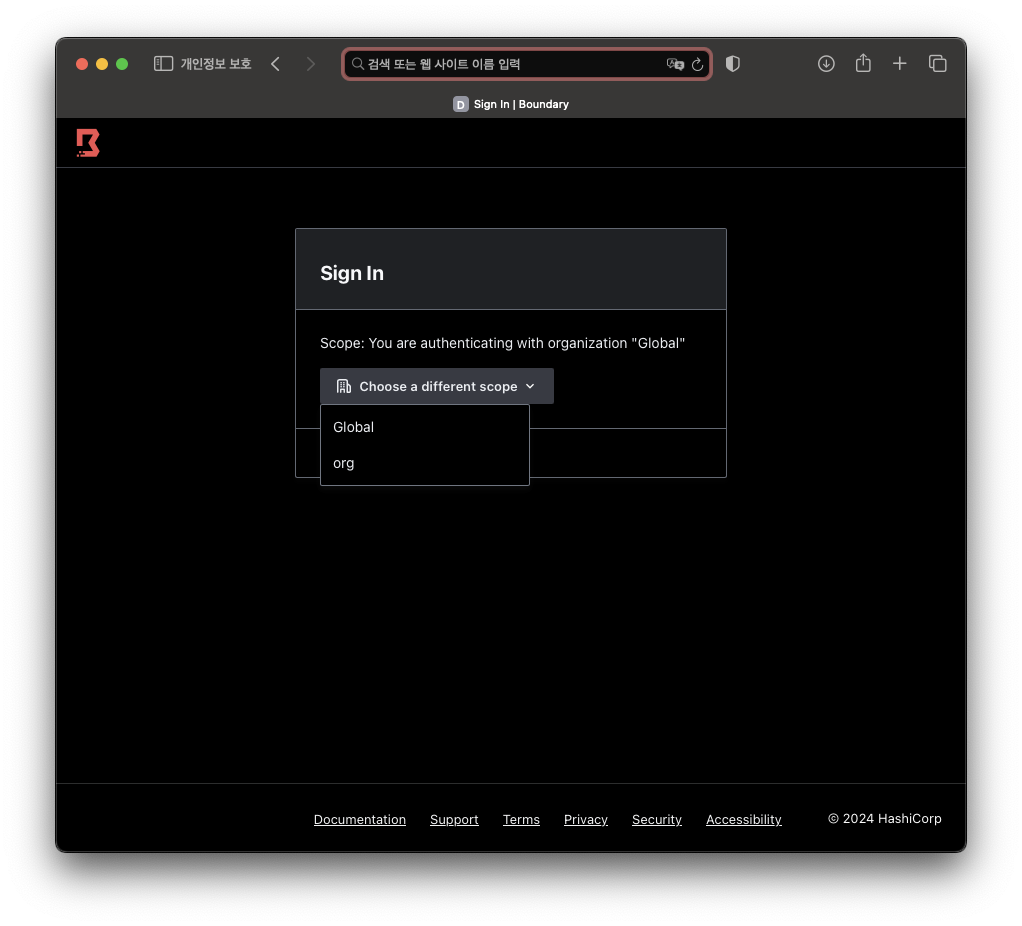 개인정보 보호
검색 또는 웹 사이트 이름 입력
D Sign In | Boundary
Sign In
Scope: You are authenticating with organization "Global"
Choose a different scope
Global
org
Documentation Support Terms Privacy Security Accessibility © 2024 HashiCorp